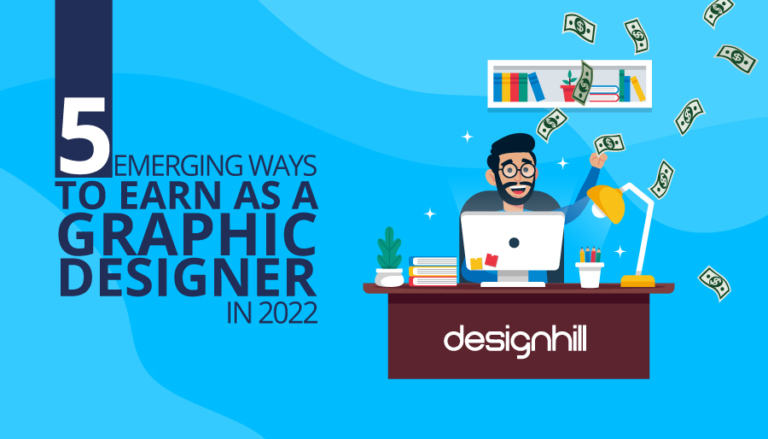 5 EMERGING WAYS
TO EARN AS A
GRAPHIC
DESIGNER
IN 2022
designhill